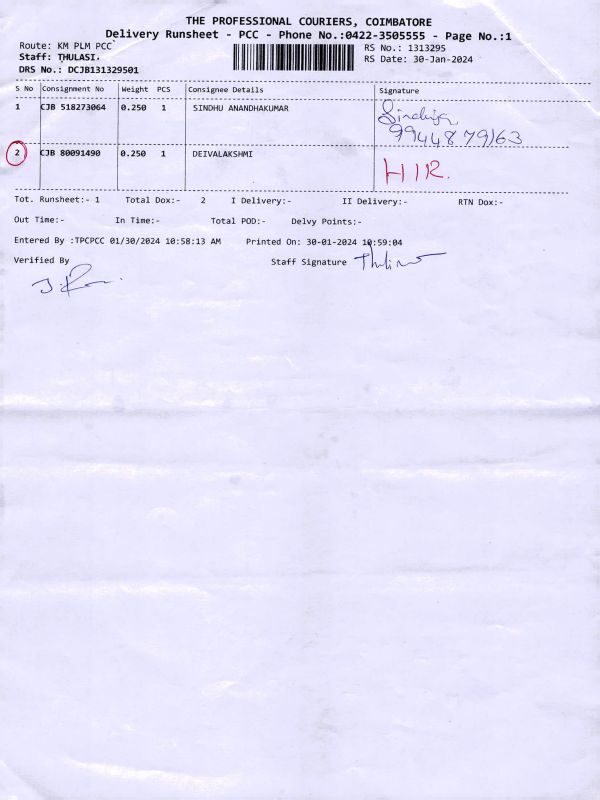 THE PROFESSIONAL COURIERS, COIMBATORE
Delivery Runsheet - PCC - Phone No.:0422-3505555 - Page No.:1
Route: KM PLM PCC RS No.: 1313295
Staff: THULASI. RS Date: 30-Jan-2024
DRS No.: DCJB131329501
S No Consignment No Weight PCS Consignee Details Signature
1 CJB 518273064 0.250 1 SINDHU ANANDHAKUMAR
9944879163
2 CJB 80091490 0.250 1 DEIVALAKSHMI
HIR.
Tot. Runsheet:- 1 Total Dox:- 2 I Delivery:- II Delivery:- RTN Dox:-
Out Time:- In Time:- Total POD:- Delvy Points:-
Entered By :TPCPCC 01/30/2024 10:58:13 AM Printed On: 30-01-2024 10:59:04
Verified By Staff Signature